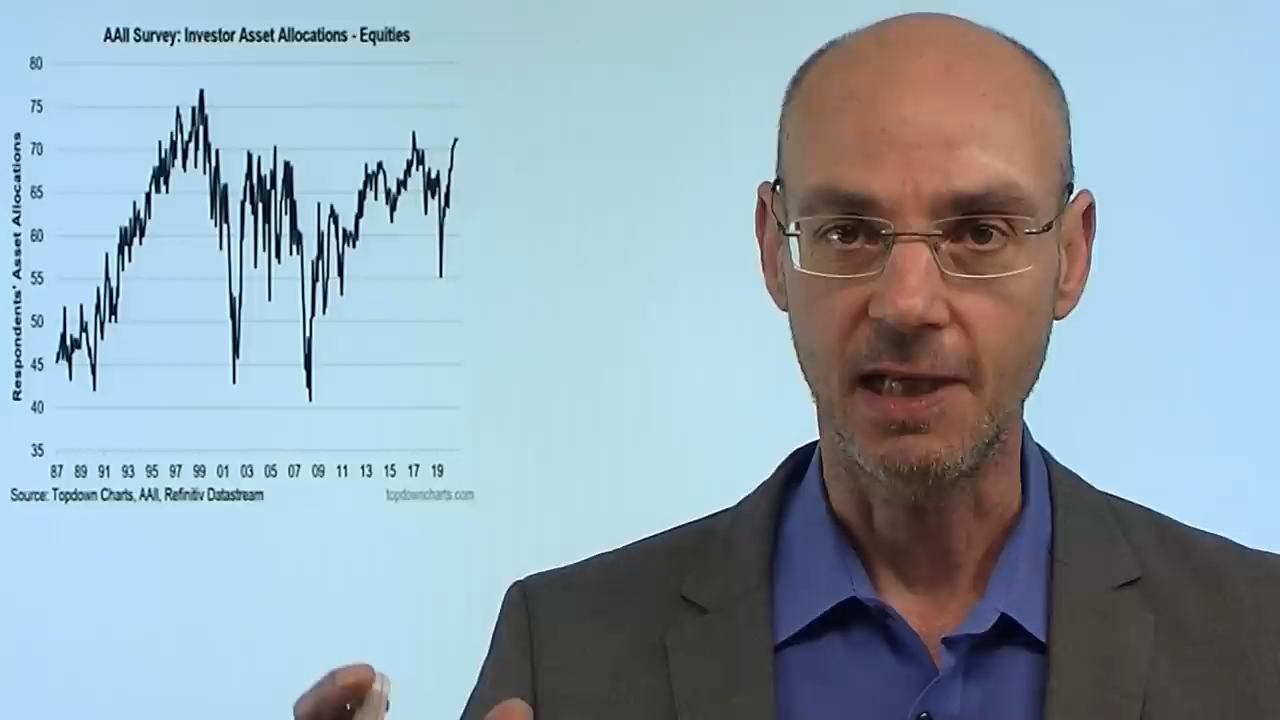 AAII Survey: Investor Asset Allocations - Equities
Respondents' Asset Allocations
80
75
70
65
60
55
50
45
40
35
87 89 91 93 95 97 99 01 03 05 07 09 11 13 15 17 19
Source: Topdown Charts, AAII, Refinitiv Datastream
topdowncharts.com